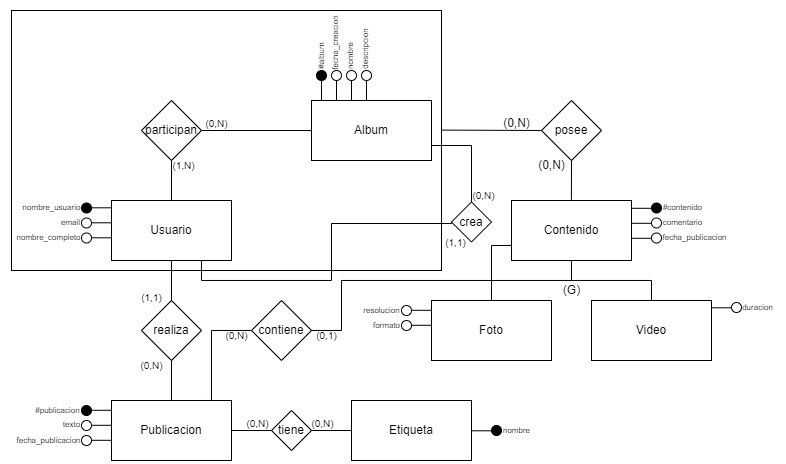 #album
fecha_creacion
nombre
descripcion
participan
(0,N)
Album
(0,N)
posee
(1,N)
(0,N)
nombre_usuario
email
nombre_completo
Usuario
(0,N)
crea
(1,1)
Contenido
#contenido
comentario
fecha_publicacion
(1,1)
(G)
realiza
(0,N)
contiene
(0,N)
(0,1)
resolucion
formato
Foto
Video
duracion
#publicacion
texto
fecha_publicacion
Publicacion
(0,N)
tiene
(0,N)
Etiqueta
nombre